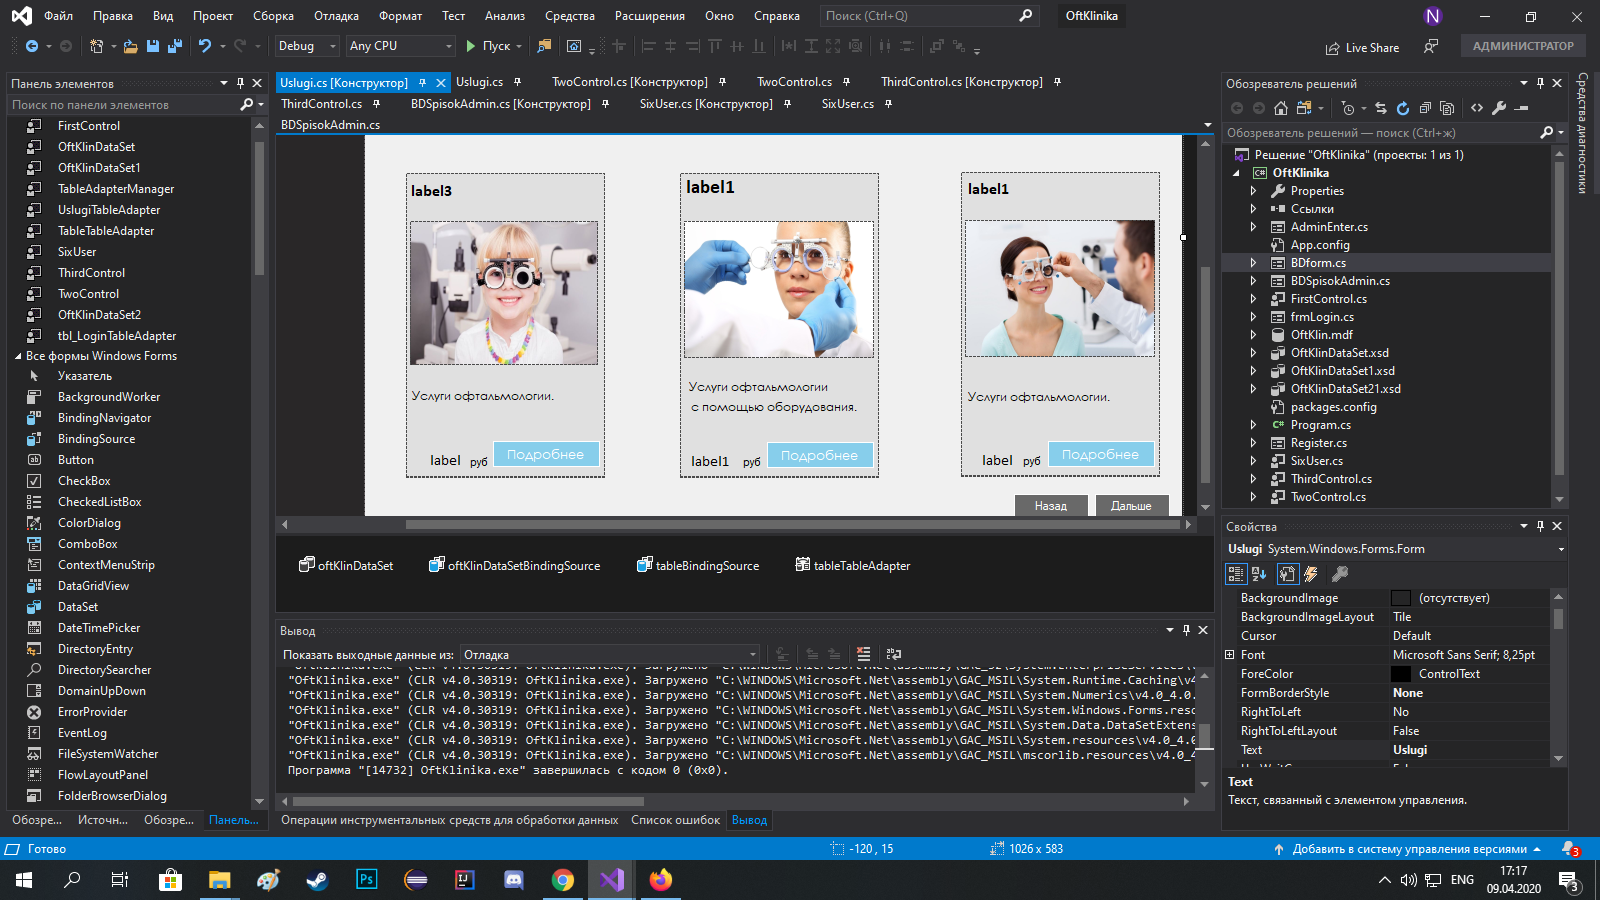 Файл Правка Вид Проект Сборка Отладка Формат Тест Анализ Средства Расширения Окно Справка Поиск (Ctrl+Q) OftKlinika N
Debug Any CPU Пуск Live Share АДМИНИСТРАТОР
Панель элементов
Поиск по панели элементов
FirstControl
OftKlinDataSet
OftKlinDataSet1
TableAdapterManager
UslugiTableAdapter
TableTableAdapter
SixUser
ThirdControl
TwoControl
OftKlinDataSet2
tbl_LoginTableAdapter
Все формы Windows Forms
Указатель
BackgroundWorker
BindingNavigator
BindingSource
Button
CheckBox
CheckedListBox
ColorDialog
ComboBox
ContextMenuStrip
DataGridView
DataSet
DateTimePicker
DirectoryEntry
DirectorySearcher
DomainUpDown
ErrorProvider
EventLog
FileSystemWatcher
FlowLayoutPanel
FolderBrowserDialog
Обозре... Источн... Обозре... Панель...
Uslugi.cs [Конструктор] Uslugi.cs TwoControl.cs [Конструктор] TwoControl.cs ThirdControl.cs [Конструктор]
ThirdControl.cs BDSpisokAdmin.cs [Конструктор] SixUser.cs [Конструктор] SixUser.cs
BDSpisokAdmin.cs
label3
Услуги офтальмологии.
label руб Подробнее
label1
Услуги офтальмологии
с помощью оборудования.
label1 руб Подробнее
label1
Услуги офтальмологии.
label руб Подробнее
Назад Дальше
oftKlinDataSet oftKlinDataSetBindingSource tableBindingSource tableTableAdapter
Вывод
Показать выходные данные из: Отладка
"OftKlinika.exe" (CLR v4.0.30319: OftKlinika.exe). Загружено "C:\WINDOWS\Microsoft.Net\assembly\GAC_MSIL\System.Runtime.Caching\v4
"OftKlinika.exe" (CLR v4.0.30319: OftKlinika.exe). Загружено "C:\WINDOWS\Microsoft.Net\assembly\GAC_MSIL\System.Numerics\v4.0_4.0.
"OftKlinika.exe" (CLR v4.0.30319: OftKlinika.exe). Загружено "C:\WINDOWS\Microsoft.Net\assembly\GAC_MSIL\System.Windows.Forms.reso
"OftKlinika.exe" (CLR v4.0.30319: OftKlinika.exe). Загружено "C:\WINDOWS\Microsoft.Net\assembly\GAC_MSIL\System.Data.DataSetExten
"OftKlinika.exe" (CLR v4.0.30319: OftKlinika.exe). Загружено "C:\WINDOWS\Microsoft.Net\assembly\GAC_MSIL\System.resources\v4.0_4.0
"OftKlinika.exe" (CLR v4.0.30319: OftKlinika.exe). Загружено "C:\WINDOWS\Microsoft.Net\assembly\GAC_MSIL\mscorlib.resources\v4.0_4
Программа "[14732] OftKlinika.exe" завершилась с кодом 0 (0x0).
Операции инструментальных средств для обработки данных Список ошибок Вывод
Обозреватель решений
Обозреватель решений — поиск (Ctrl+ж)
Решение "OftKlinika" (проекты: 1 из 1)
OftKlinika
Properties
Ссылки
AdminEnter.cs
App.config
BDform.cs
BDSpisokAdmin.cs
FirstControl.cs
frmLogin.cs
OftKlin.mdf
OftKlinDataSet.xsd
OftKlinDataSet1.xsd
OftKlinDataSet21.xsd
packages.config
Program.cs
Register.cs
SixUser.cs
ThirdControl.cs
TwoControl.cs
Свойства
Uslugi System.Windows.Forms.Form
BackgroundImage (отсутствует)
BackgroundImageLayout Tile
Cursor Default
Font Microsoft Sans Serif; 8,25pt
ForeColor ControlText
FormBorderStyle None
RightToLeft No
RightToLeftLayout False
Text Uslugi
Text
Текст, связанный с элементом управления.
Средства диагностики
Готово -120 , 15 1026 x 583 Добавить в систему управления версиями 3
Ps IJ ENG 17:17
09.04.2020 3